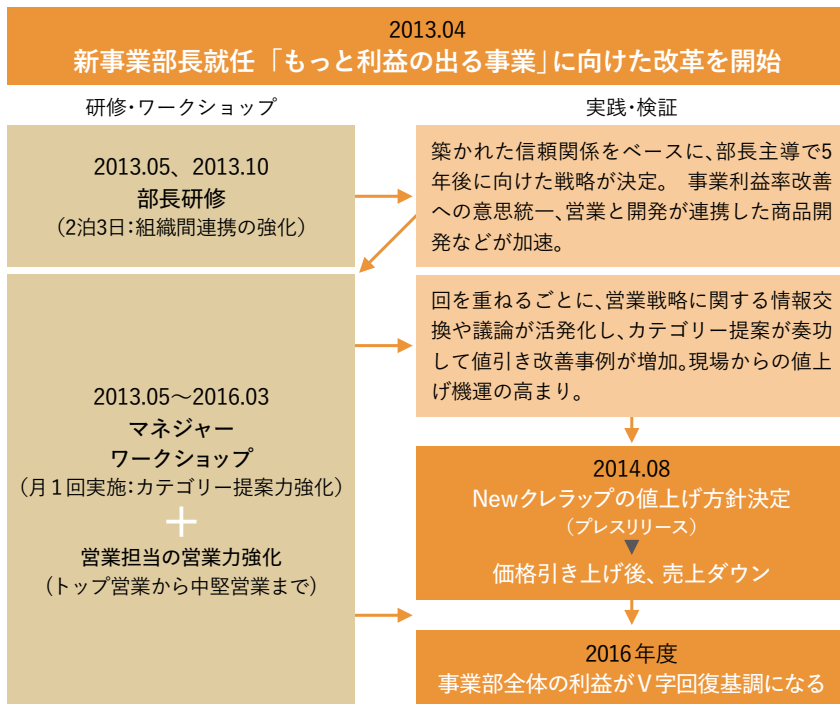 2013.04
新事業部長就任「もっと利益の出る事業」に向けた改革を開始
研修・ワークショップ
実践・検証
2013.05、2013.10
部長研修
(2泊3日:組織間連携の強化)
築かれた信頼関係をベースに、部長主導で5
年後に向けた戦略が決定。 事業利益率改善
への意思統一、営業と開発が連携した商品開
発などが加速。
2013.05〜2016.03
マネジャー
ワークショップ
(月1回実施:カテゴリー提案力強化)
+
営業担当の営業力強化
(トップ営業から中堅営業まで)
回を重ねるごとに、営業戦略に関する情報交
換や議論が活発化し、カテゴリー提案が奏功
して値引き改善事例が増加。現場からの値上
げ機運の高まり。
2014.08
Newクレラップの値上げ方針決定
(プレスリリース)
価格引き上げ後、売上ダウン
2016年度
事業部全体の利益がV字回復基調になる